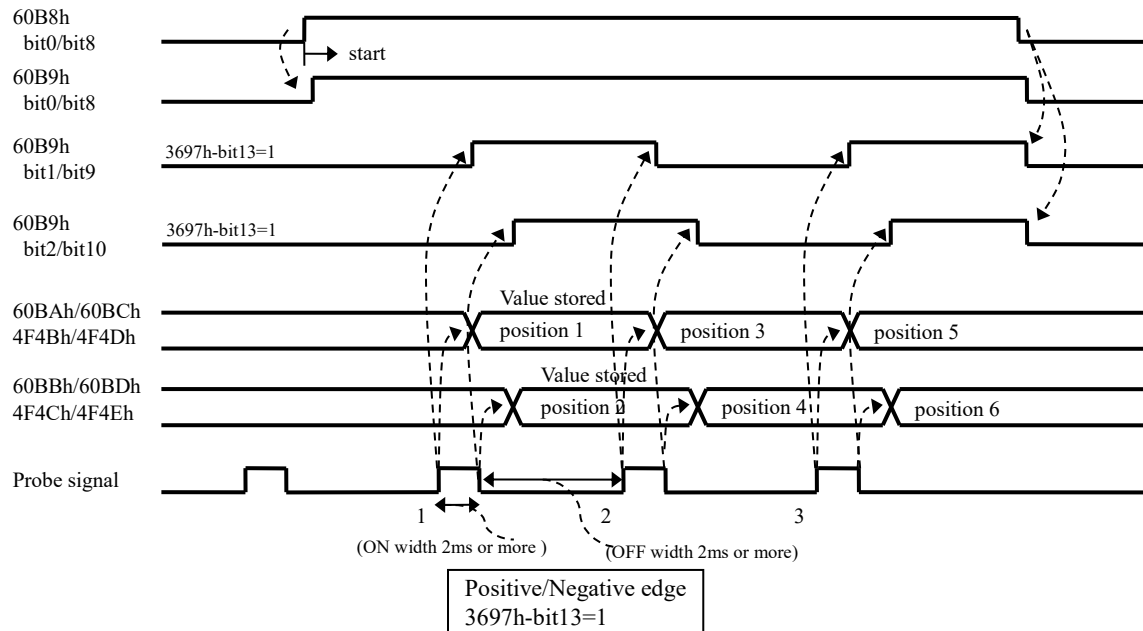 60B8h
bit0/bit8
start
60B9h
bit0/bit8
60B9h
bit1/bit9
3697h-bit13=1
60B9h
bit2/bit10
3697h-bit13=1
60BAh/60BCh
4F4Bh/4F4Dh
Value stored
position 1
position 3
position 5
60BBh/60BDh
4F4Ch/4F4Eh
Value stored
position 2
position 4
position 6
Probe signal
1
2
3
(ON width 2ms or more )
(OFF width 2ms or more)
Positive/Negative edge
3697h-bit13=1